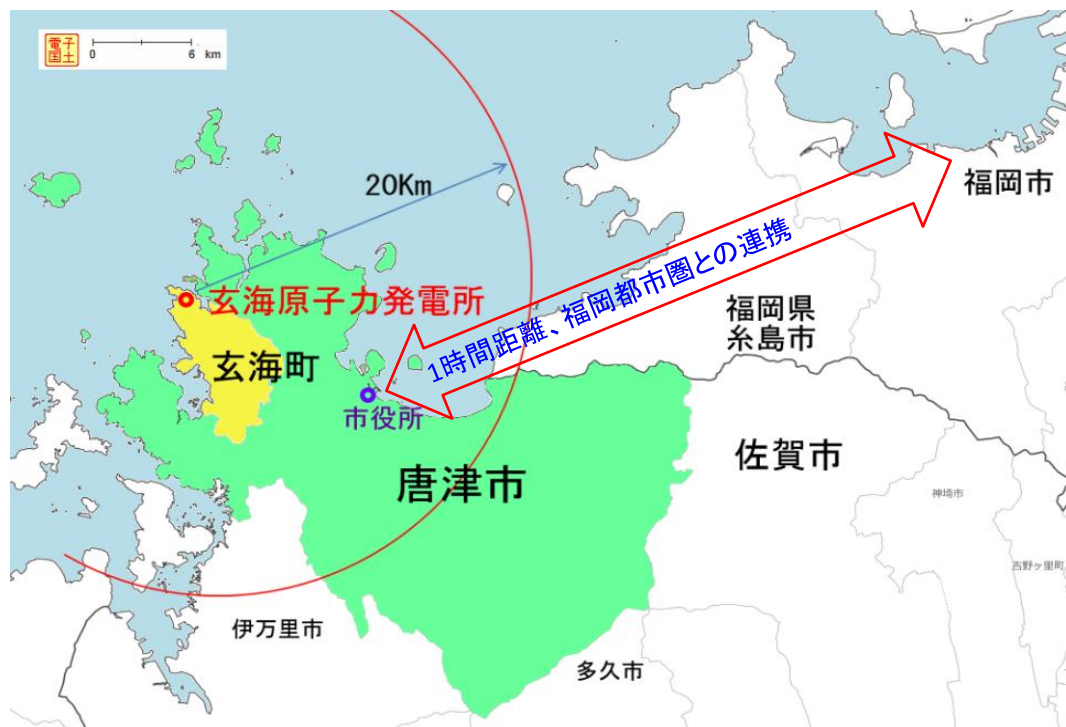 電子
国土
0 6 km
20Km
福岡市
1時間距離、福岡都市圏との連携
玄海原子力発電所
福岡県
糸島市
玄海町
市役所
佐賀市
唐津市
神埼市
吉野ヶ里町
伊万里市
多久市